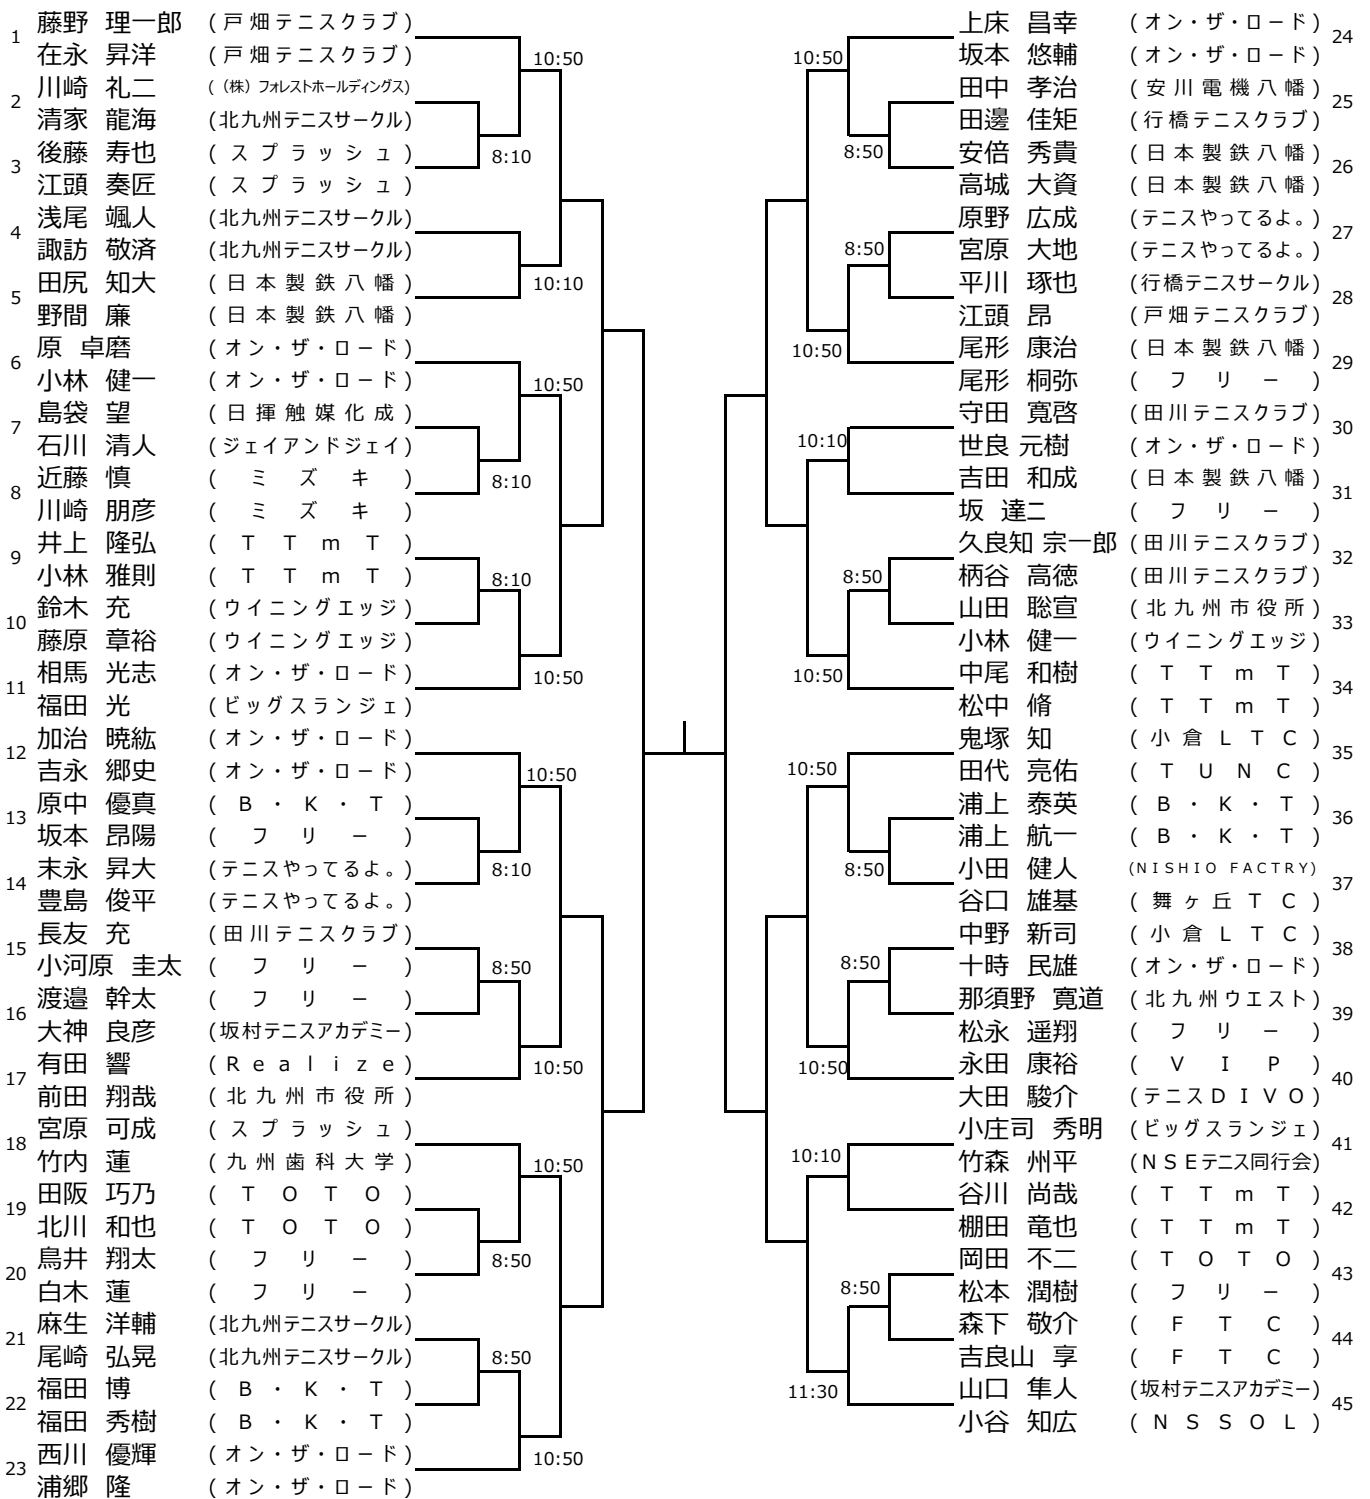 1
藤野 理一郎 (戸畑テニスクラブ)
在永 昇洋 (戸畑テニスクラブ)
2
川崎 礼二 ((株)フォレストホールディングス)
清家 龍海 (北九州テニスサークル)
3
後藤 寿也 (スプラッシュ)
江頭 奏匠 (スプラッシュ)
4
浅尾 颯人 (北九州テニスサークル)
諏訪 敬済 (北九州テニスサークル)
5
田尻 知大 (日本製鉄八幡)
野間 廉 (日本製鉄八幡)
6
原 卓磨 (オン・ザ・ロード)
小林 健一 (オン・ザ・ロード)
7
島袋 望 (日揮触媒化成)
石川 清人 (ジェイアンドジェイ)
8
近藤 慎 (ミズキ)
川崎 朋彦 (ミズキ)
9
井上 隆弘 (TTmT)
小林 雅則 (TTmT)
10
鈴木 充 (ウイニングエッジ)
藤原 章裕 (ウイニングエッジ)
11
相馬 光志 (オン・ザ・ロード)
福田 光 (ビッグスランジェ)
12
加治 暁紘 (オン・ザ・ロード)
吉永 郷史 (オン・ザ・ロード)
13
原中 優真 (B・K・T)
坂本 昂陽 (フリー)
14
末永 昇大 (テニスやってるよ。)
豊島 俊平 (テニスやってるよ。)
15
長友 充 (田川テニスクラブ)
小河原 圭太 (フリー)
16
渡邉 幹太 (フリー)
大神 良彦 (坂村テニスアカデミー)
17
有田 響 (Realize)
前田 翔哉 (北九州市役所)
18
宮原 可成 (スプラッシュ)
竹内 蓮 (九州歯科大学)
19
田阪 巧乃 (TOTO)
北川 和也 (TOTO)
20
鳥井 翔太 (フリー)
白木 蓮 (フリー)
21
麻生 洋輔 (北九州テニスサークル)
尾崎 弘晃 (北九州テニスサークル)
22
福田 博 (B・K・T)
福田 秀樹 (B・K・T)
23
西川 優輝 (オン・ザ・ロード)
浦郷 隆 (オン・ザ・ロード)
10:50
8:10
10:10
10:50
8:10
8:10
10:50
10:50
8:10
8:50
10:50
10:50
8:50
8:50
10:50
10:50
8:50
8:50
10:50
10:10
8:50
10:50
10:50
8:50
8:50
10:50
10:10
8:50
11:30
上床 昌幸 (オン・ザ・ロード)
坂本 悠輔 (オン・ザ・ロード)
24
田中 孝治 (安川電機八幡)
田邊 佳矩 (行橋テニスクラブ)
25
安倍 秀貴 (日本製鉄八幡)
高城 大資 (日本製鉄八幡)
26
原野 広成 (テニスやってるよ。)
宮原 大地 (テニスやってるよ。)
27
平川 琢也 (行橋テニスサークル)
江頭 昂 (戸畑テニスクラブ)
28
尾形 康治 (日本製鉄八幡)
尾形 桐弥 (フリー)
29
守田 寛啓 (田川テニスクラブ)
世良 元樹 (オン・ザ・ロード)
30
吉田 和成 (日本製鉄八幡)
坂 達二 (フリー)
31
久良知 宗一郎 (田川テニスクラブ)
柄谷 高徳 (田川テニスクラブ)
32
山田 聡宣 (北九州市役所)
小林 健一 (ウイニングエッジ)
33
中尾 和樹 (TTmT)
松中 脩 (TTmT)
34
鬼塚 知 (小倉LTC)
田代 亮佑 (TUNC)
35
浦上 泰英 (B・K・T)
浦上 航一 (B・K・T)
36
小田 健人 (NISHIO FACTRY)
谷口 雄基 (舞ヶ丘TC)
37
中野 新司 (小倉LTC)
十時 民雄 (オン・ザ・ロード)
38
那須野 寛道 (北九州ウエスト)
松永 遥翔 (フリー)
39
永田 康裕 (VIP)
大田 駿介 (テニスDIVO)
40
小庄司 秀明 (ビッグスランジェ)
竹森 州平 (NSEテニス同行会)
41
谷川 尚哉 (TTmT)
棚田 竜也 (TTmT)
42
岡田 不二 (TOTO)
松本 潤樹 (フリー)
43
森下 敬介 (FTC)
吉良山 享 (FTC)
44
山口 隼人 (坂村テニスアカデミー)
小谷 知広 (NSSOL)
45